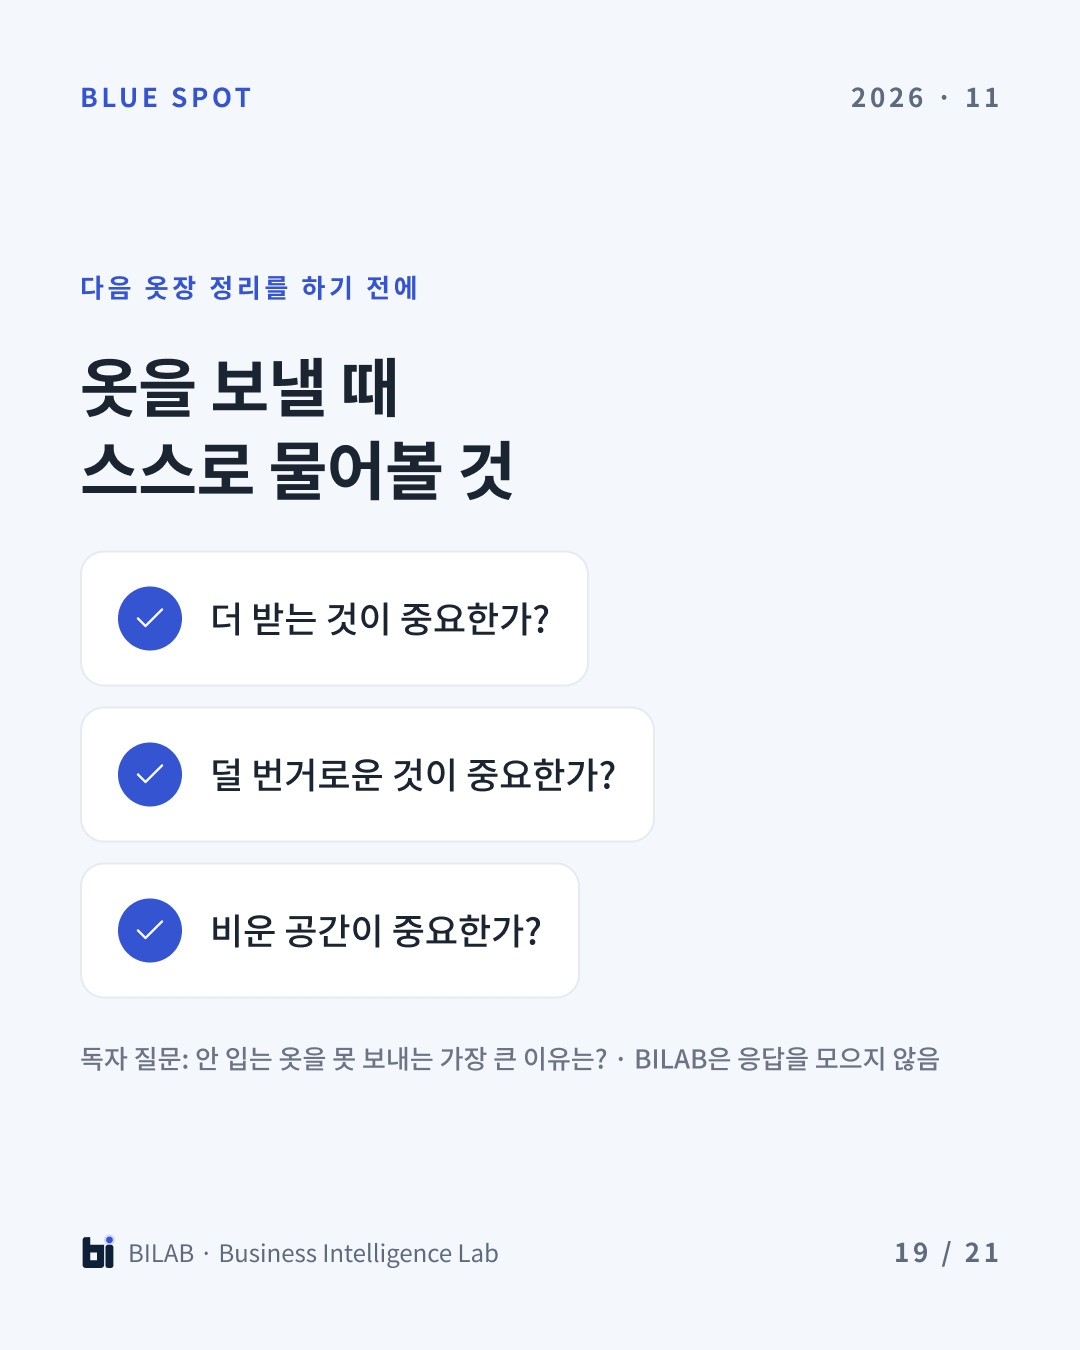 BLUE SPOT
2026 · 11
다음 옷장 정리를 하기 전에
옷을 보낼 때
스스로 물어볼 것
더 받는 것이 중요한가?
덜 번거로운 것이 중요한가?
비운 공간이 중요한가?
독자 질문: 안 입는 옷을 못 보내는 가장 큰 이유는? · BILAB은 응답을 모으지 않음
bi BILAB · Business Intelligence Lab
19 / 21